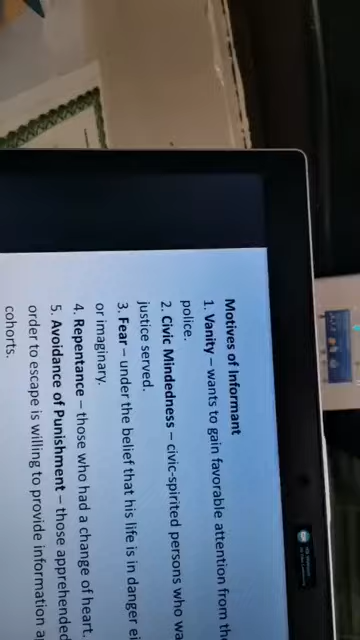 Motives of Informant
1. Vanity – wants to gain favorable attention from
police.
2. Civic Mindedness – civic-spirited persons who
justice served.
3. Fear – under the belief that his life is in danger
or imaginary.
4. Repentance – those who had a change of heart.
5. Avoidance of Punishment – those apprehended
order to escape is willing to provide information
cohorts.